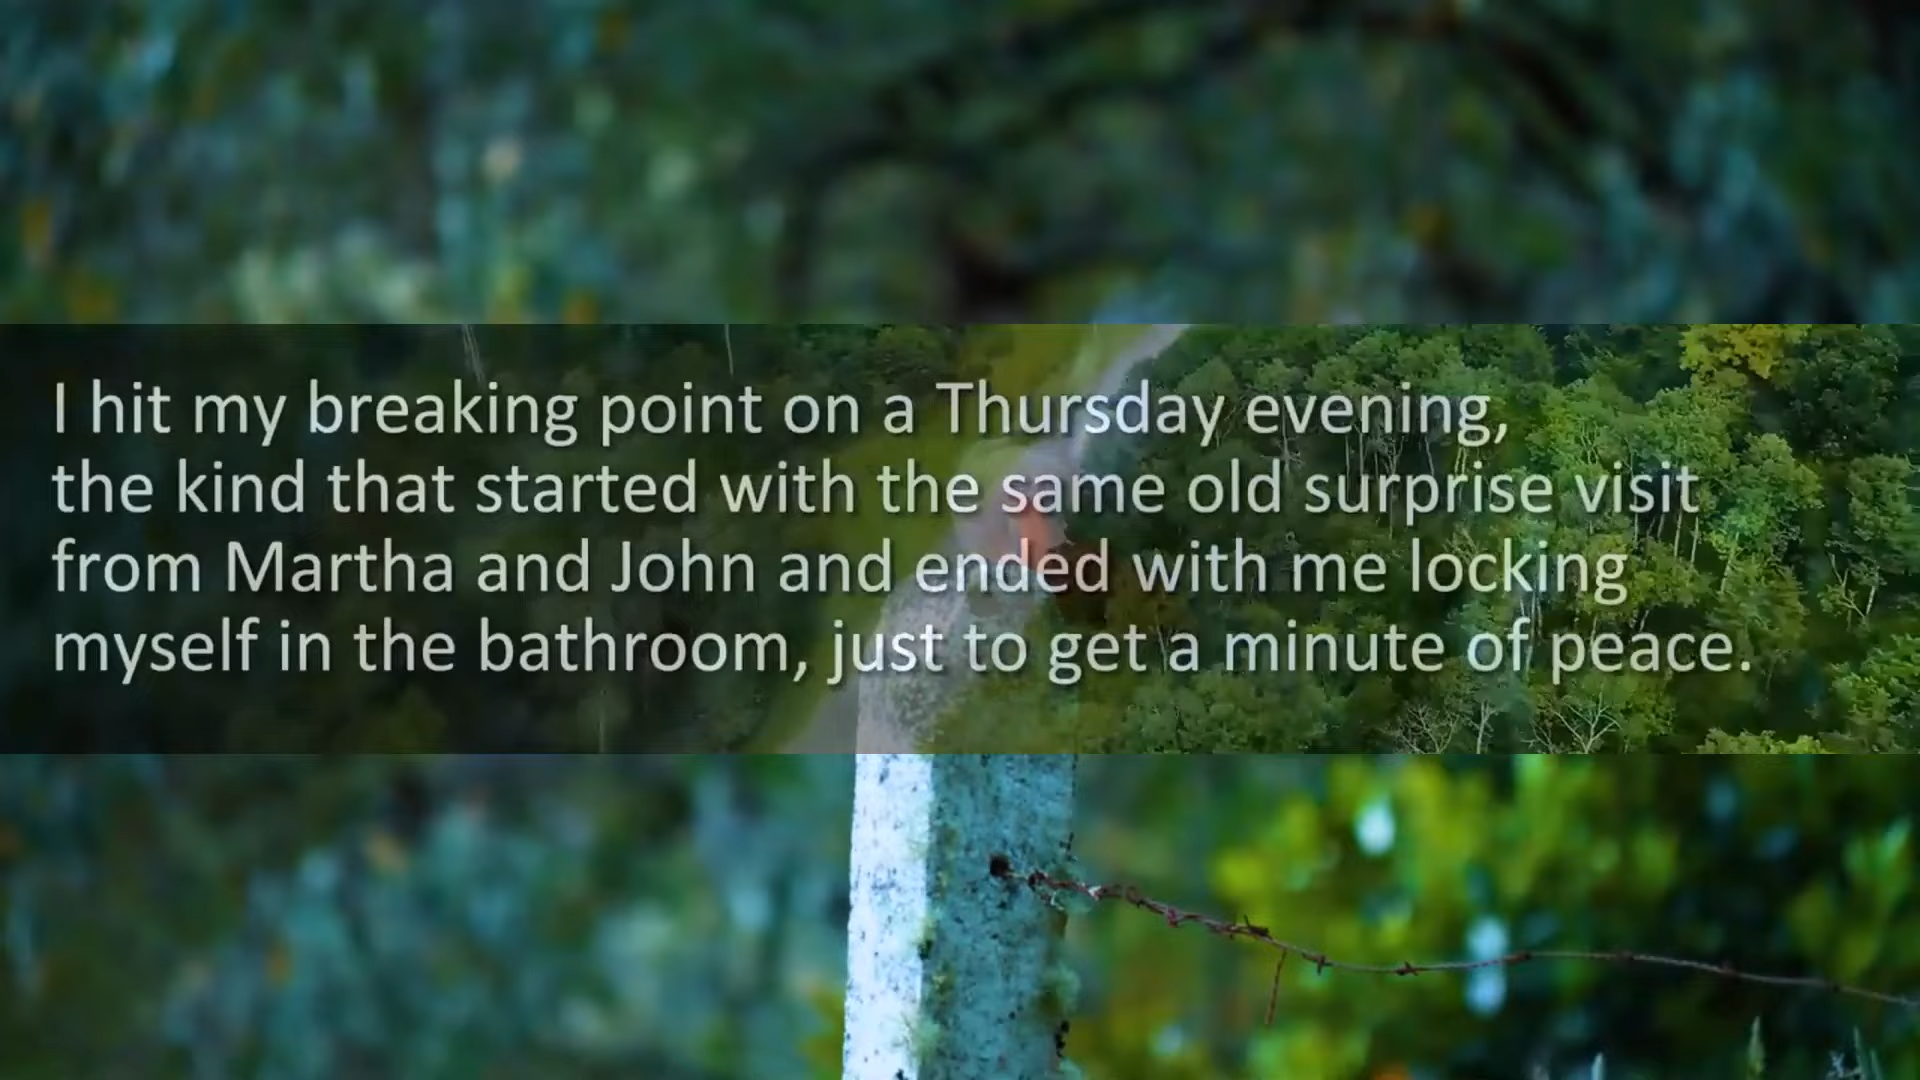 I hit my breaking point on a Thursday evening,
the kind that started with the same old surprise visit
from Martha and John and ended with me locking
myself in the bathroom, just to get a minute of peace.